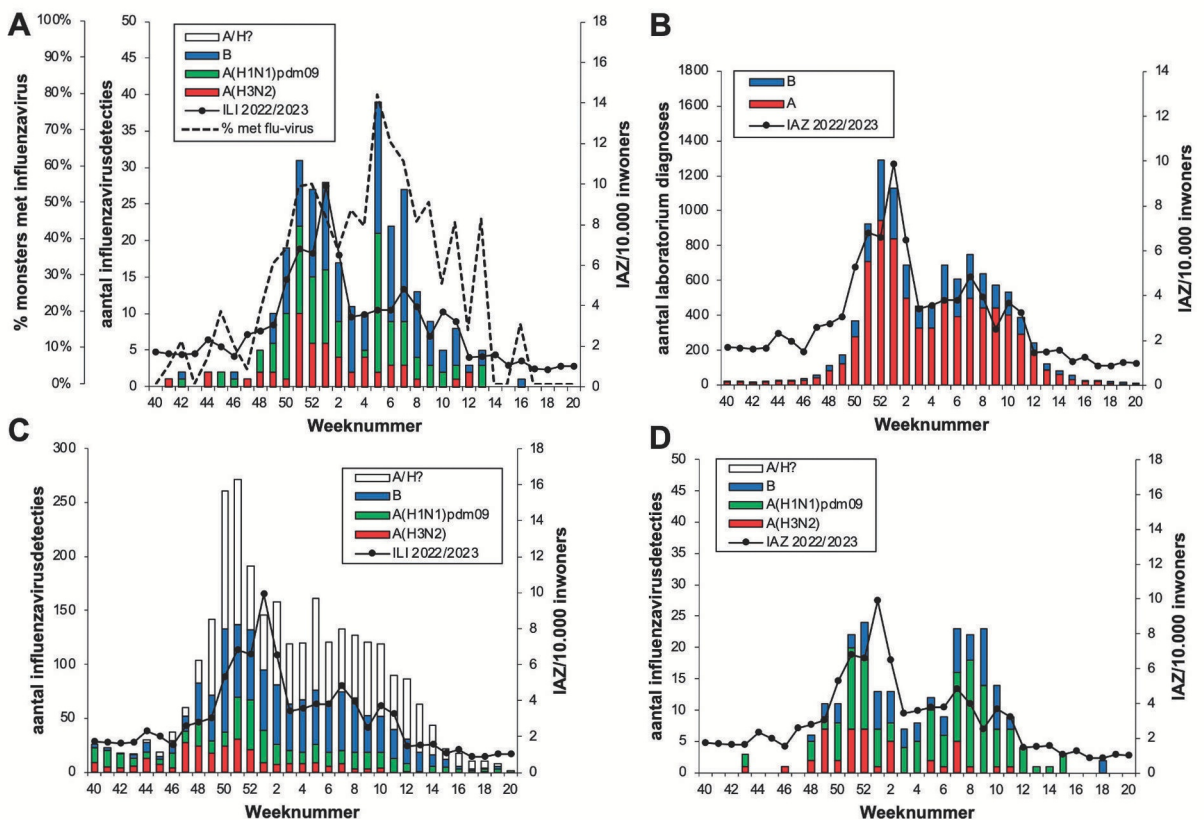 A
% monsters met influenzavirus
100%
90%
80%
70%
60%
50%
40%
30%
20%
10%
0%
aantal influenzavirusdetecties
50
45
40
35
30
25
20
15
10
5
0
A/H?
B
A(H1N1)pdm09
A(H3N2)
ILI 2022/2023
% met flu-virus
18
16
14
12
10
8
6
4
2
0
IAZ/10.000 inwoners
40 42 44 46 48 50 52 2 4 6 8 10 12 14 16 18 20
Weeknummer
B
aantal laboratorium diagnoses
1800
1600
1400
1200
1000
800
600
400
200
0
B
A
IAZ 2022/2023
14
12
10
8
6
4
2
0
IAZ/10.000 inwoners
40 42 44 46 48 50 52 2 4 6 8 10 12 14 16 18 20
Weeknummer
C
aantal influenzavirusdetecties
300
250
200
150
100
50
0
A/H?
B
A(H1N1)pdm09
A(H3N2)
ILI 2022/2023
18
16
14
12
10
8
6
4
2
0
IAZ/10.000 inwoners
40 42 44 46 48 50 52 2 4 6 8 10 12 14 16 18 20
Weeknummer
D
aantal influenzavirusdetecties
50
45
40
35
30
25
20
15
10
5
0
A/H?
B
A(H1N1)pdm09
A(H3N2)
IAZ 2022/2023
18
16
14
12
10
8
6
4
2
0
IAZ/10.000 inwoners
40 42 44 46 48 50 52 2 4 6 8 10 12 14 16 18 20
Weeknummer